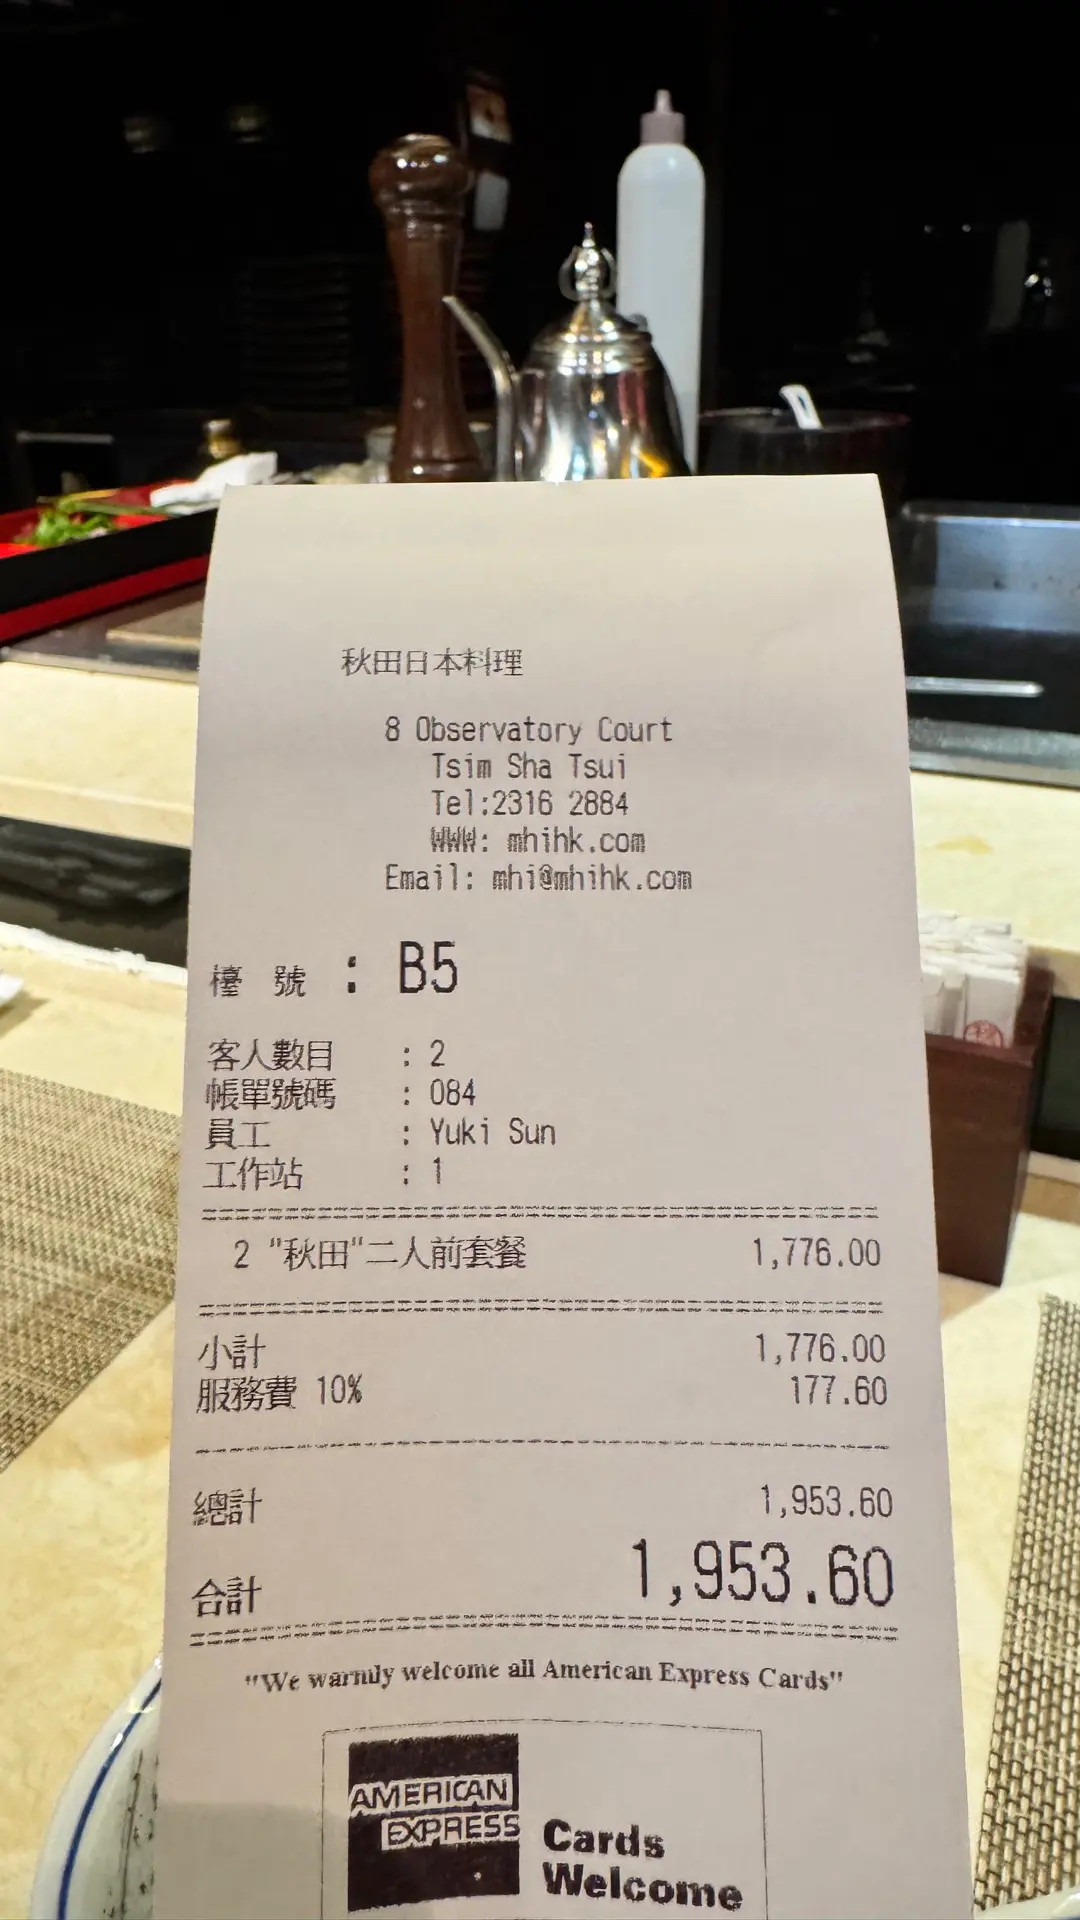 秋田日本料理
8 Observatory Court
Tsim Sha Tsui
Tel:2316 2884
WWW: mhihk.com
Email: mhi@mhihk.com
檯 號 : B5
客人數目 : 2
帳單號碼 : 084
員工 : Yuki Sun
工作站 : 1
2 "秋田"二人前套餐 1,776.00
小計 1,776.00
服務費 10% 177.60
總計 1,953.60
合計 1,953.60
"We warmly welcome all American Express Cards"
AMERICAN
EXPRESS
Cards
Welcome